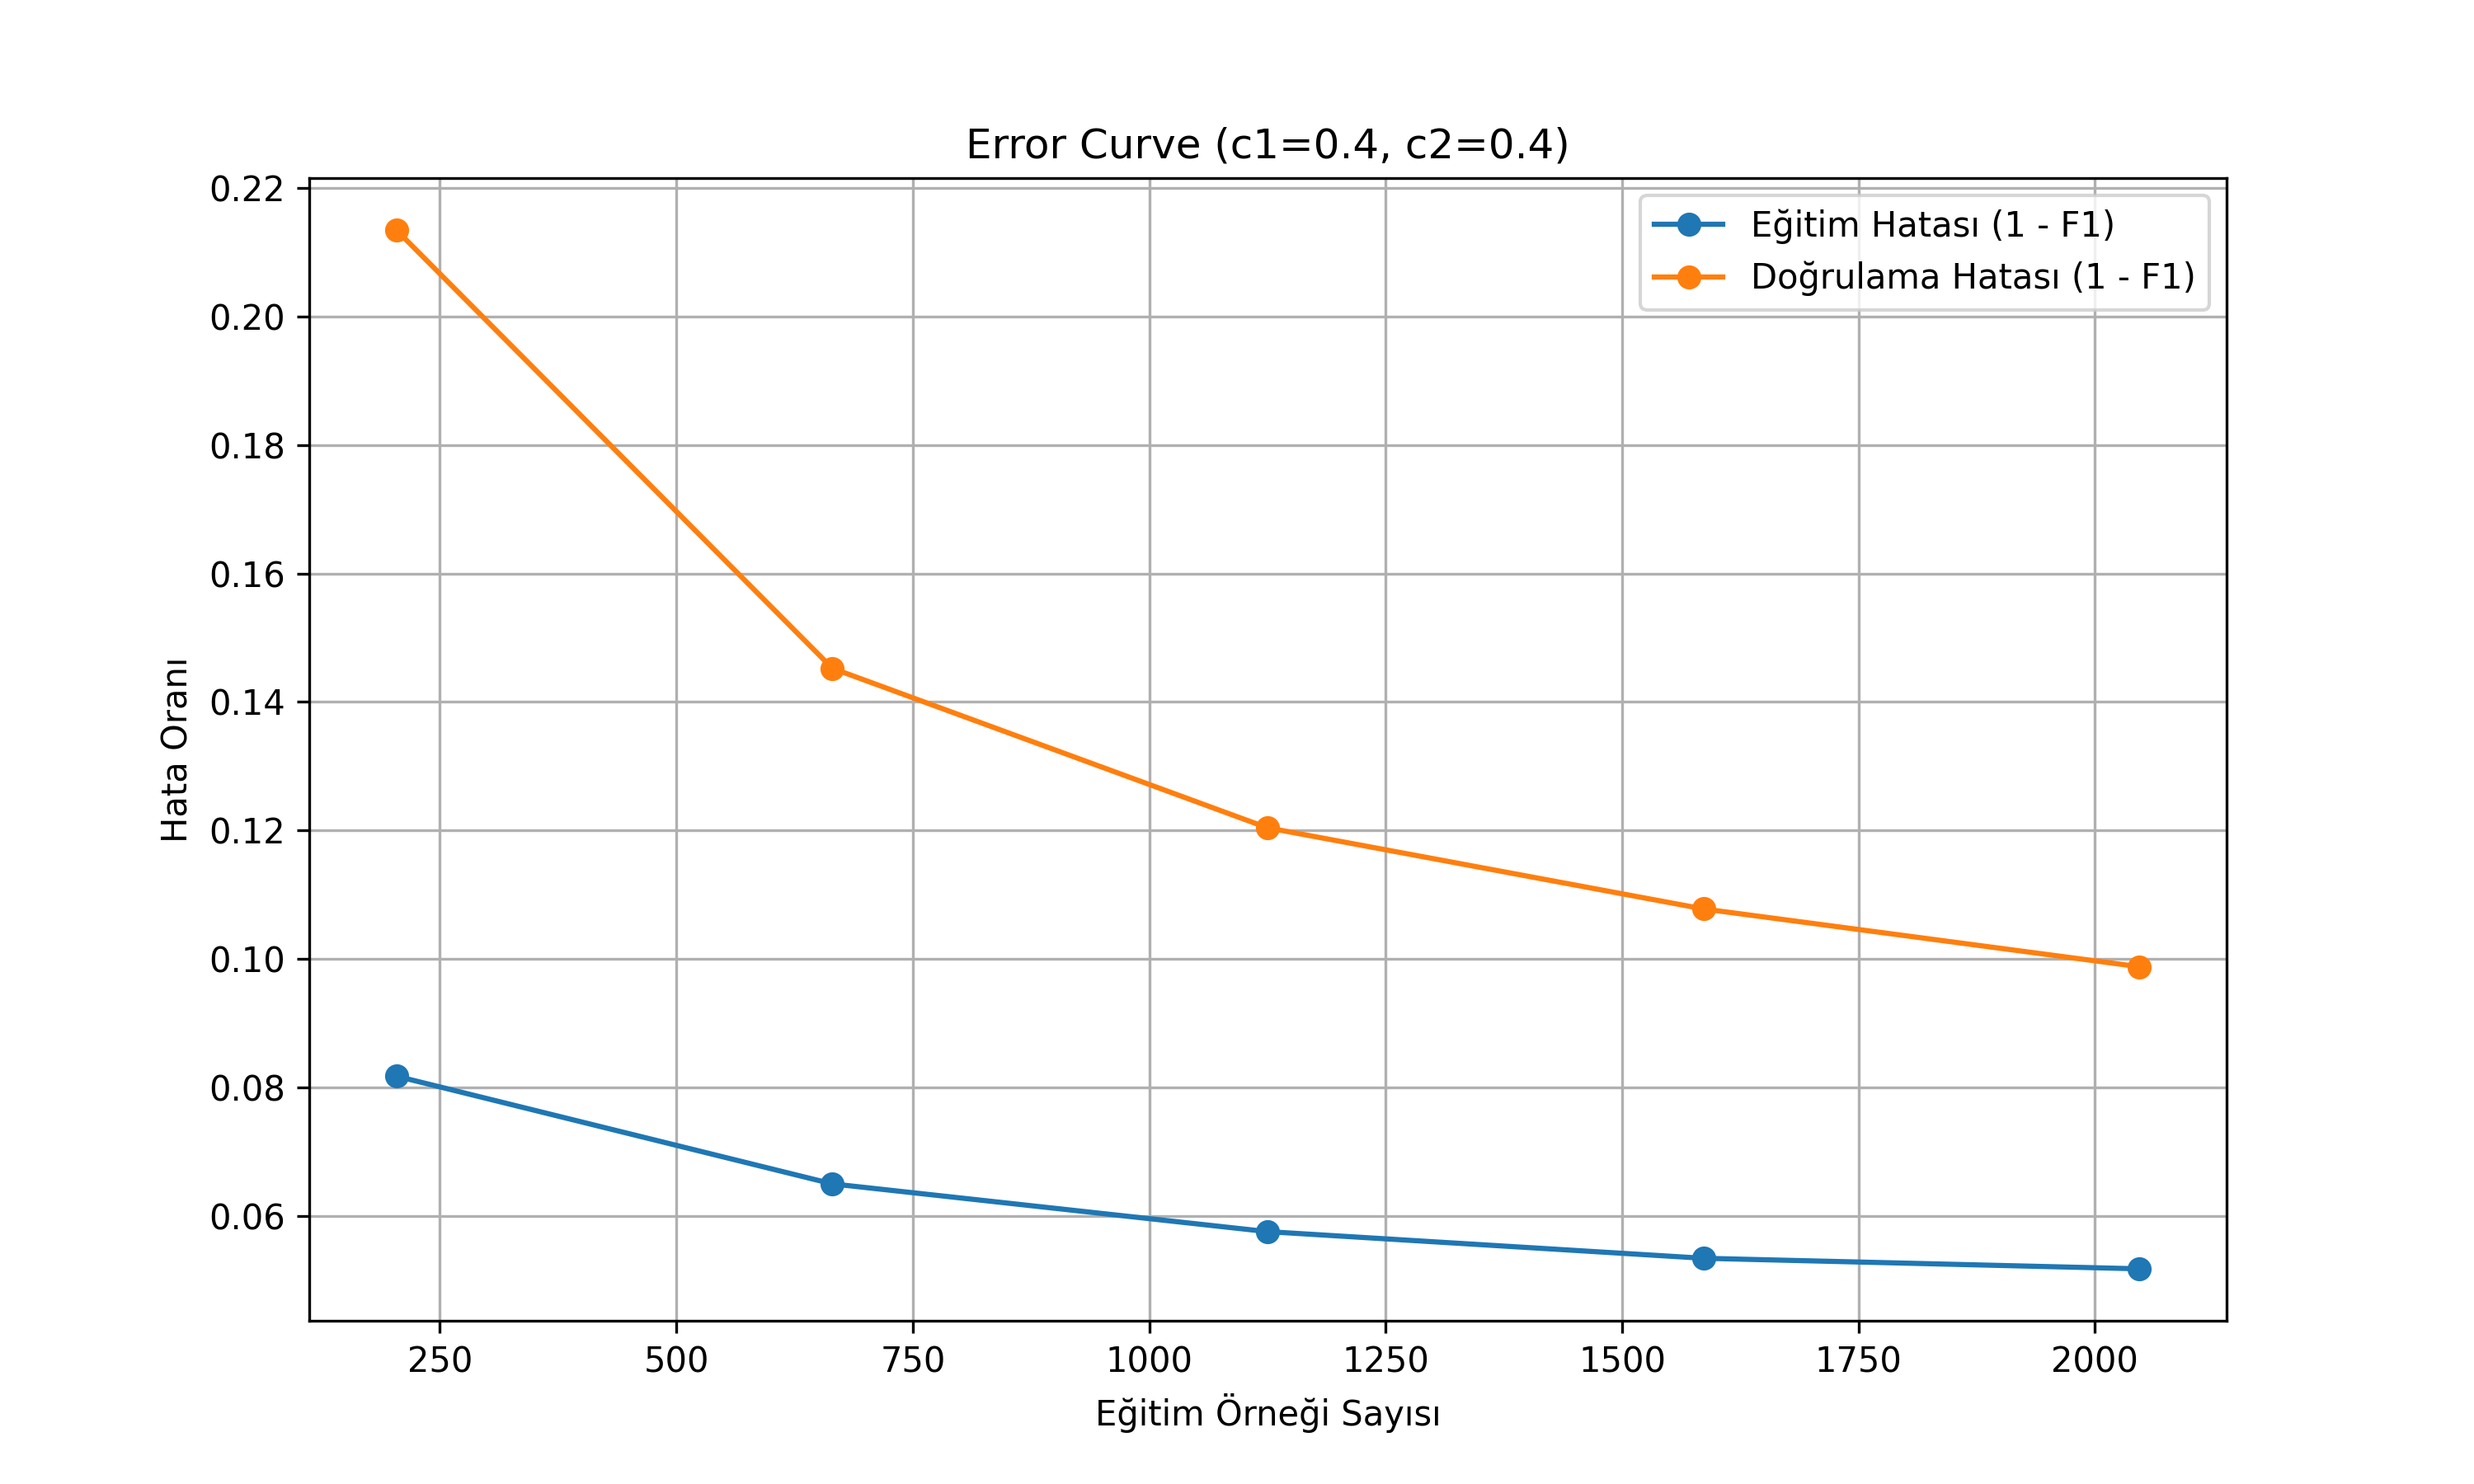 Error Curve (c1=0.4, c2=0.4)
Eğitim Hatası (1 - F1)
Doğrulama Hatası (1 - F1)
0.22
0.20
0.18
0.16
0.14
0.12
0.10
0.08
0.06
Hata Oranı
250 500 750 1000 1250 1500 1750 2000
Eğitim Örneği Sayısı